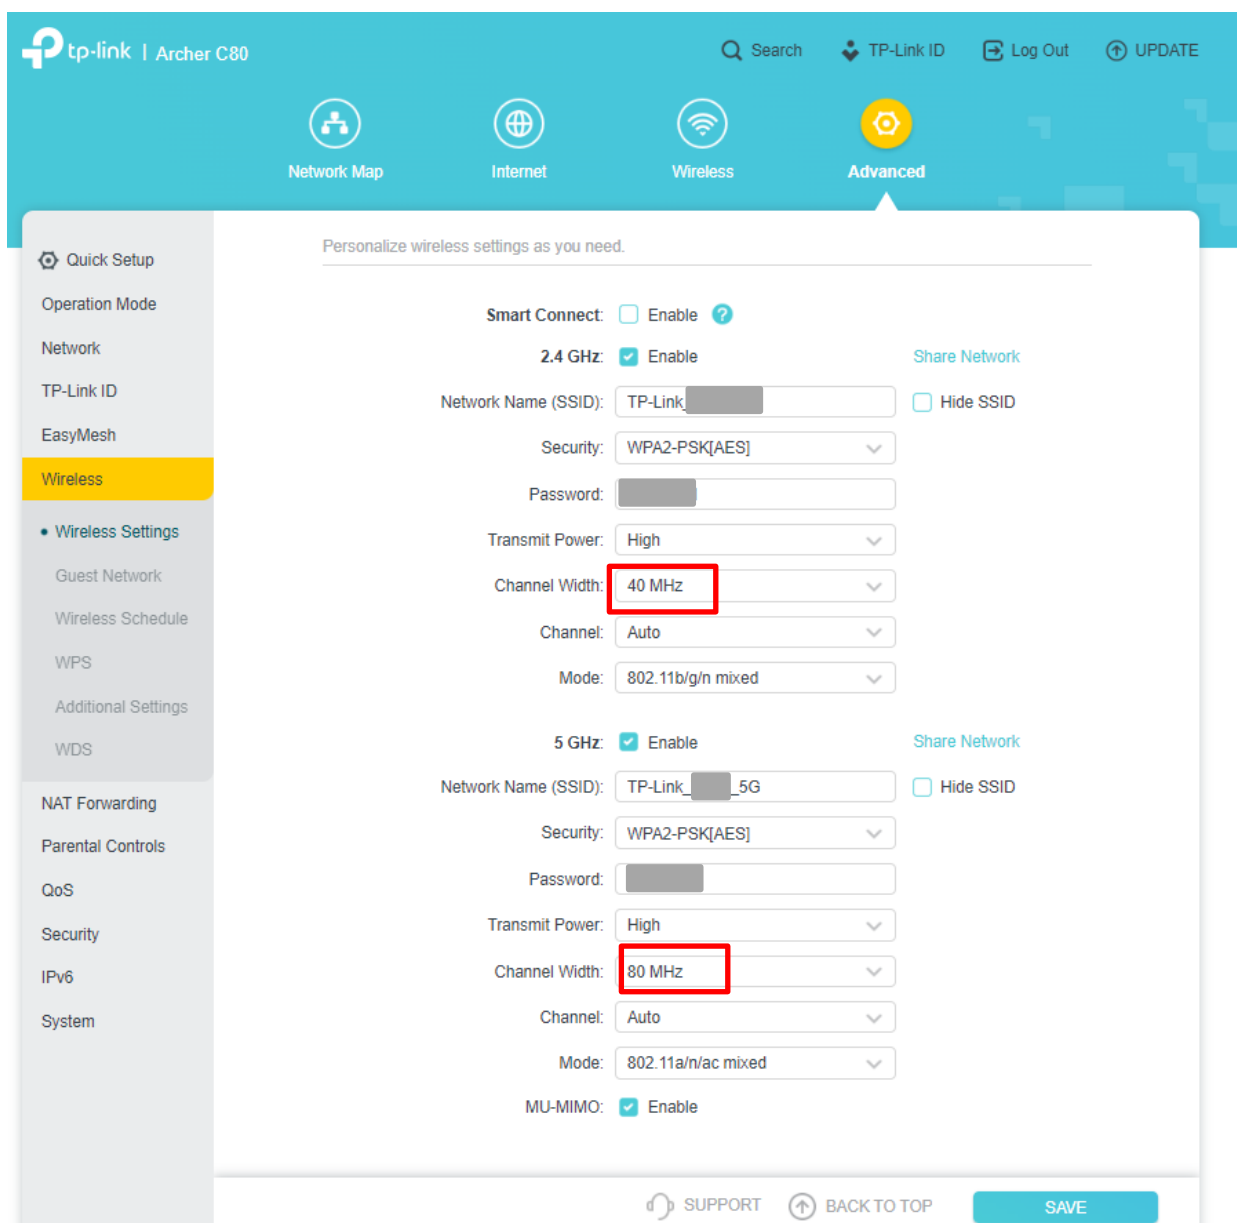 tp-link | Archer C80
Search TP-Link ID Log Out UPDATE
Network Map Internet Wireless Advanced
Quick Setup
Operation Mode
Network
TP-Link ID
EasyMesh
Wireless
Wireless Settings
Guest Network
Wireless Schedule
WPS
Additional Settings
WDS
NAT Forwarding
Parental Controls
QoS
Security
IPv6
System
Personalize wireless settings as you need.
Smart Connect: Enable ?
2.4 GHz: Enable Share Network
Network Name (SSID): TP-Link_ Hide SSID
Security: WPA2-PSK[AES]
Password:
Transmit Power: High
Channel Width: 40 MHz
Channel: Auto
Mode: 802.11b/g/n mixed
5 GHz: Enable Share Network
Network Name (SSID): TP-Link_ _5G Hide SSID
Security: WPA2-PSK[AES]
Password:
Transmit Power: High
Channel Width: 80 MHz
Channel: Auto
Mode: 802.11a/n/ac mixed
MU-MIMO: Enable
SUPPORT BACK TO TOP SAVE